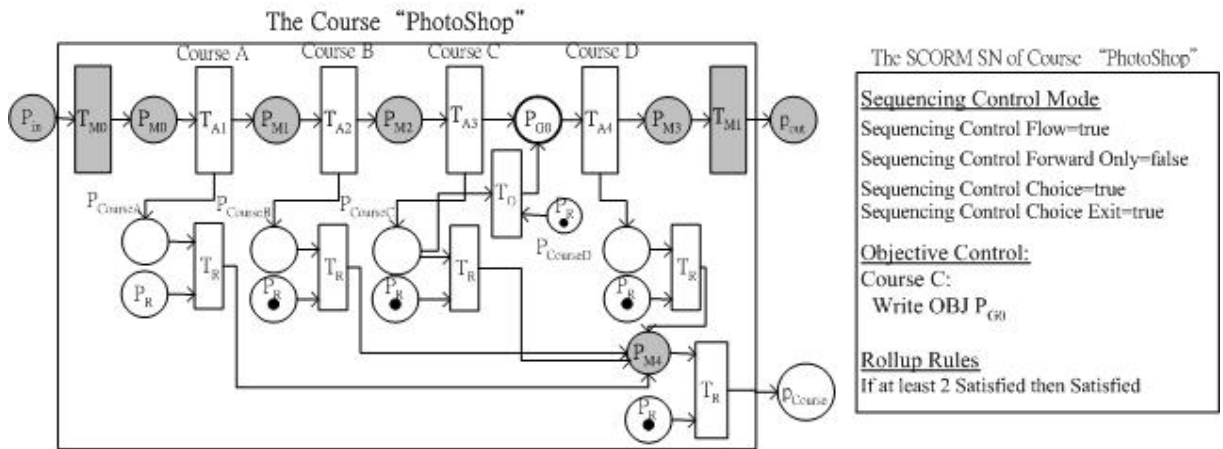 The Course “PhotoShop”
Course A Course B Course C Course D
P_in T_M0 P_M0 T_A1 P_M1 T_A2 P_M2 T_A3 P_G0 T_A4 P_M3 T_M1 p_out
P_CourseA P_CourseB P_CourseC T_O P_R P_CourseD
P_R T_R P_R T_R P_R T_R P_R T_R
P_M4 P_R T_R p_Course
The SCORM SN of Course “PhotoShop”
Sequencing Control Mode
Sequencing Control Flow=true
Sequencing Control Forward Only=false
Sequencing Control Choice=true
Sequencing Control Choice Exit=true
Objective Control:
Course C:
Write OBJ P_G0
Rollup Rules
If at least 2 Satisfied then Satisfied